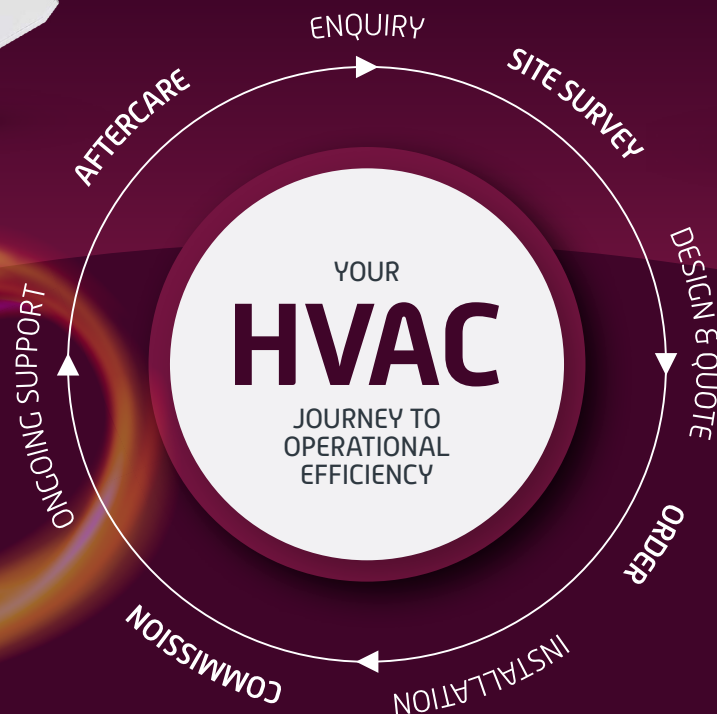 ENQUIRY
SITE SURVEY
DESIGN & QUOTE
ORDER
INSTALLATION
COMMISSION
ONGOING SUPPORT
AFTERCARE
YOUR
HVAC
JOURNEY TO
OPERATIONAL
EFFICIENCY